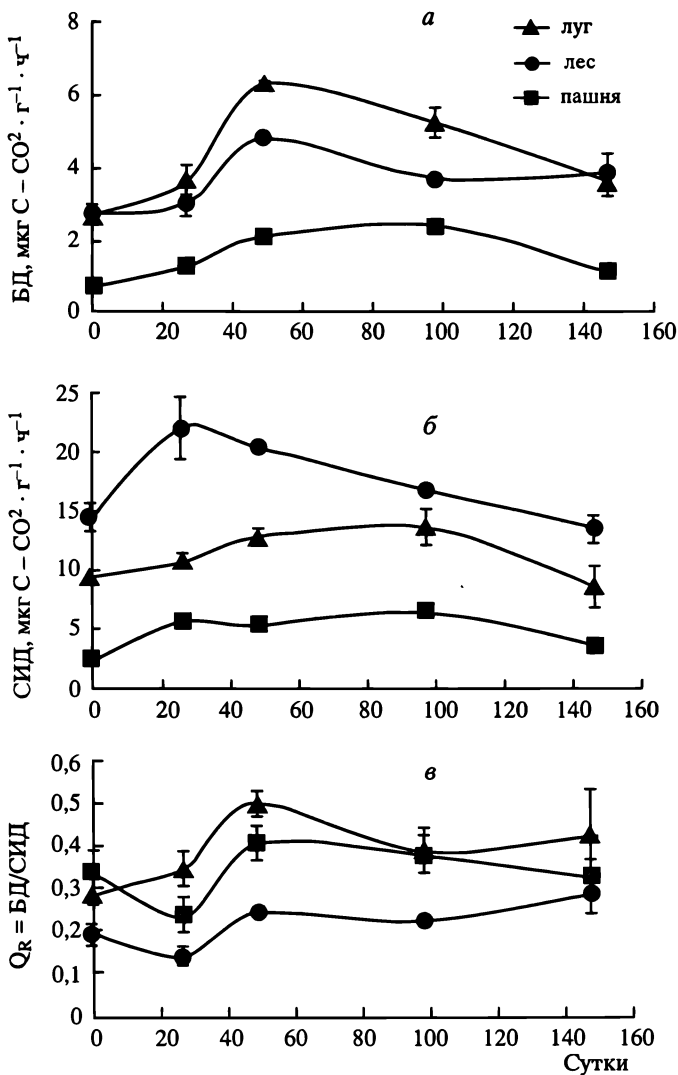 а
луг
лес
пашня
БД, мкг С – СО² · г⁻¹ · ч⁻¹
8
6
4
2
0
0 20 40 60 80 100 120 140 160
б
СИД, мкг С – СО² · г⁻¹ · ч⁻¹
25
20
15
10
5
0
0 20 40 60 80 100 120 140 160
в
Q_R = БД/СИД
0,6
0,5
0,4
0,3
0,2
0,1
0
0 20 40 60 80 100 120 140 160
Сутки